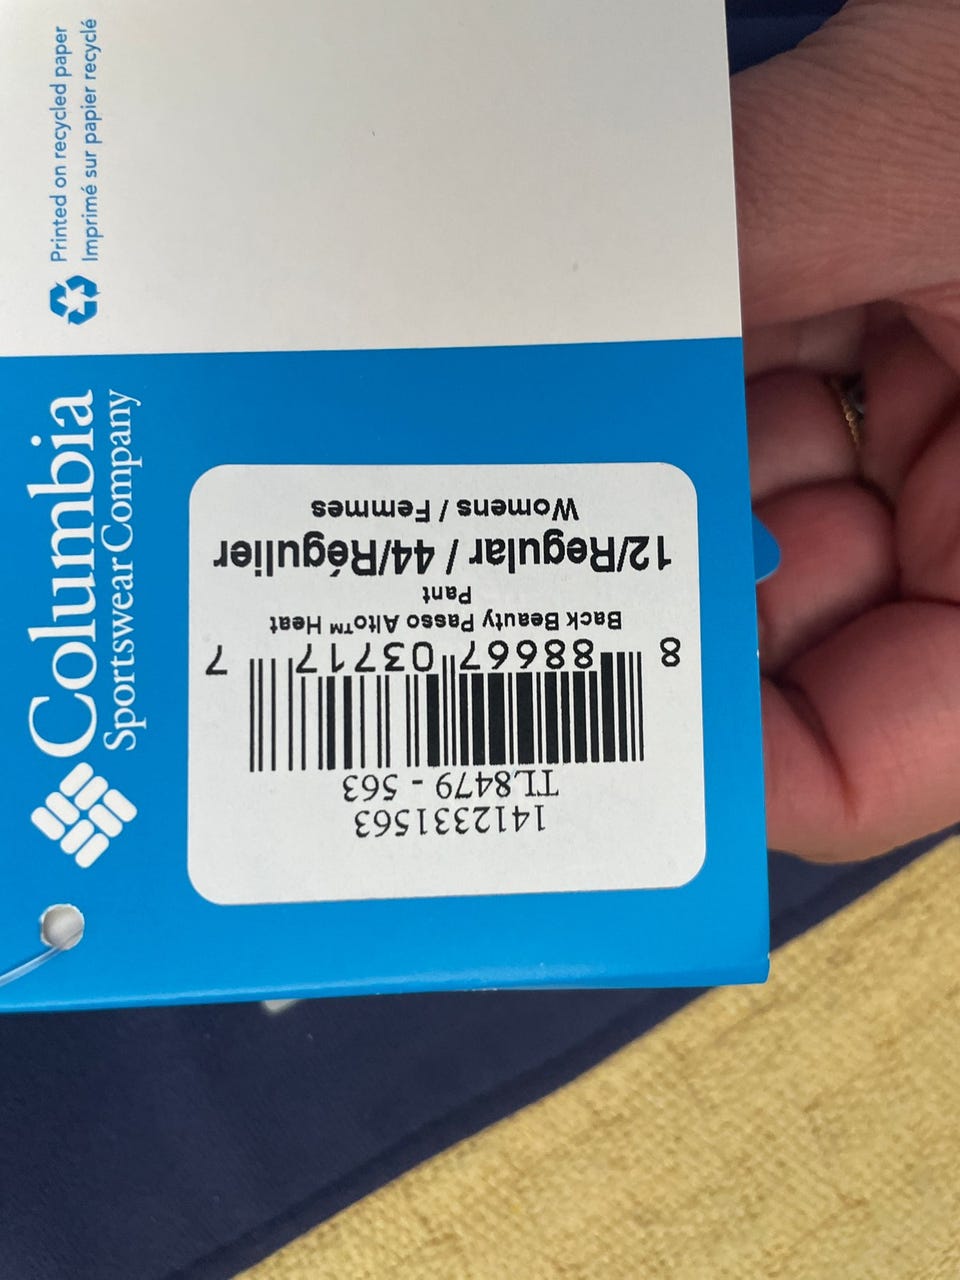 Printed on recycled paper
Imprimé sur papier recyclé
Columbia
Sportswear Company
1412331563
TL8479 - 563
8 88667 03717 7
Back Beauty Passo Alto™ Heat
Pant
12/Regular / 44/Régulier
Womens / Femmes